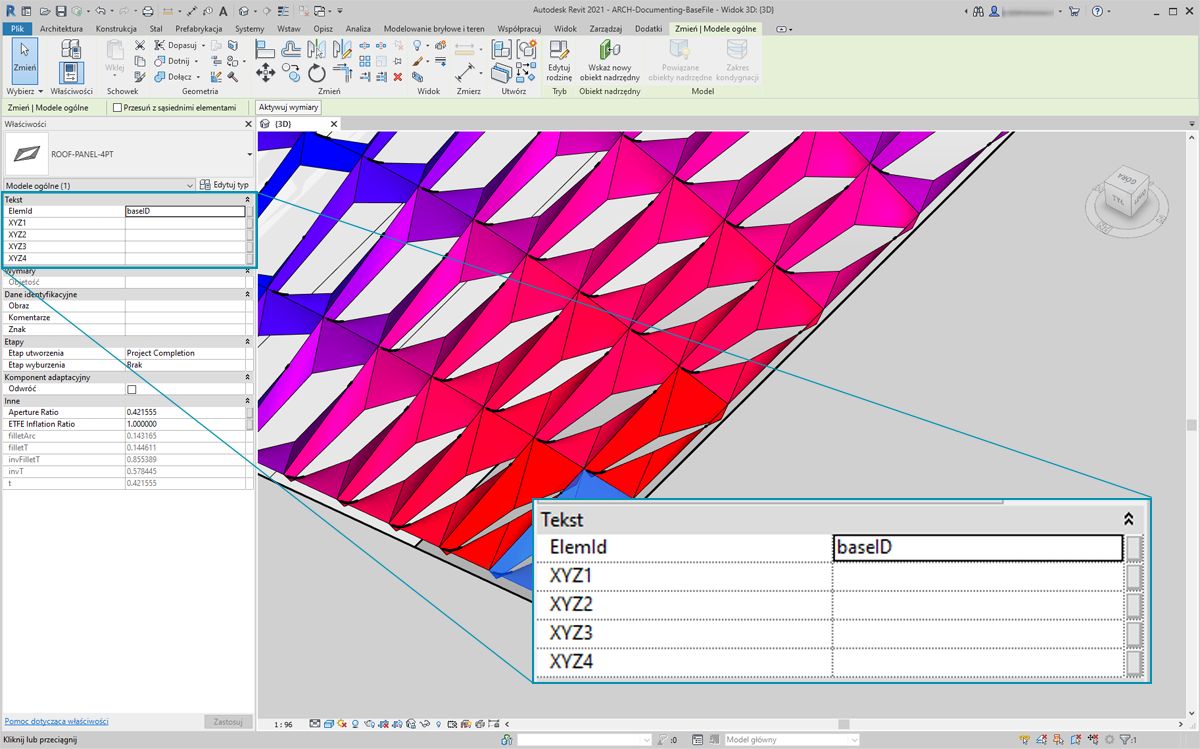 Autodesk Revit 2021 - ARCH-Documenting-BaseFile - Widok 3D: {3D}
Plik Architektura Konstrukcja Stal Prefabrykacja Systemy Wstaw Opisz Analiza Modelowanie bryłowe i teren Współpracuj Widok Zarządzaj Dodatki Zmień | Modele ogólne
Zmień
Wklej
Dopasuj
Dotnij
Dołącz
Edytuj rodzinę
Wskaż nowy obiekt nadrzędny
Powiązane obiekty nadrzędne
Zakres kondygnacji
Wybierz Właściwości Schowek Geometria Zmień Widok Zmierz Utwórz Tryb Obiekt nadrzędny Model
Zmień | Modele ogólne Przesuń z sąsiednimi elementami Aktywuj wymiary
Właściwości
{3D}
ROOF-PANEL-4PT
Modele ogólne (1) Edytuj typ
Tekst
ElemId baseID
XYZ1
XYZ2
XYZ3
XYZ4
Wymiary
Objętość
Dane identyfikacyjne
Obraz
Komentarze
Znak
Etapy
Etap utworzenia Project Completion
Etap wyburzenia Brak
Komponent adaptacyjny
Odwróć
Inne
Aperture Ratio 0.421555
ETFE Inflation Ratio 1.000000
filletArc 0.143165
filletT 0.144611
invFilletT 0.855389
invT 0.578445
t 0.421555
GÓRA
TYŁ
Tekst
ElemId baseID
XYZ1
XYZ2
XYZ3
XYZ4
Pomoc dotycząca właściwości Zastosuj
1 : 96
Kliknij lub przeciągnij
:0
Model główny
:1